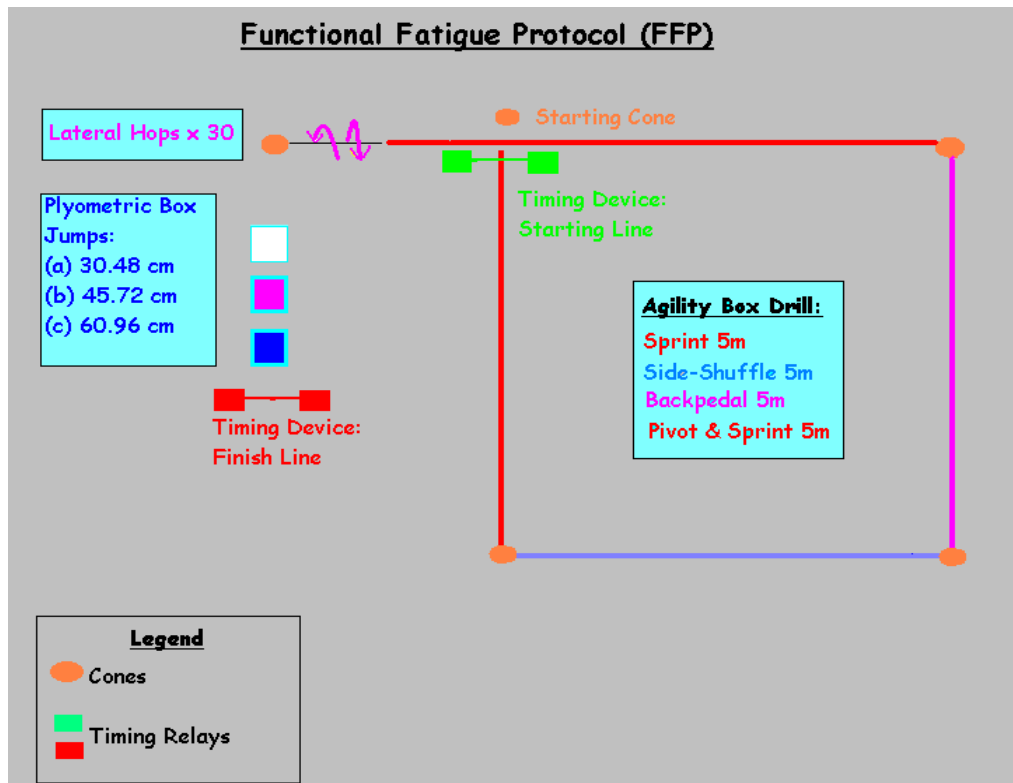 Functional Fatigue Protocol (FFP)
Lateral Hops x 30
Starting Cone
Plyometric Box
Jumps:
(a) 30.48 cm
(b) 45.72 cm
(c) 60.96 cm
Timing Device:
Starting Line
Agility Box Drill:
Sprint 5m
Side-Shuffle 5m
Backpedal 5m
Pivot & Sprint 5m
Timing Device:
Finish Line
Legend
Cones
Timing Relays